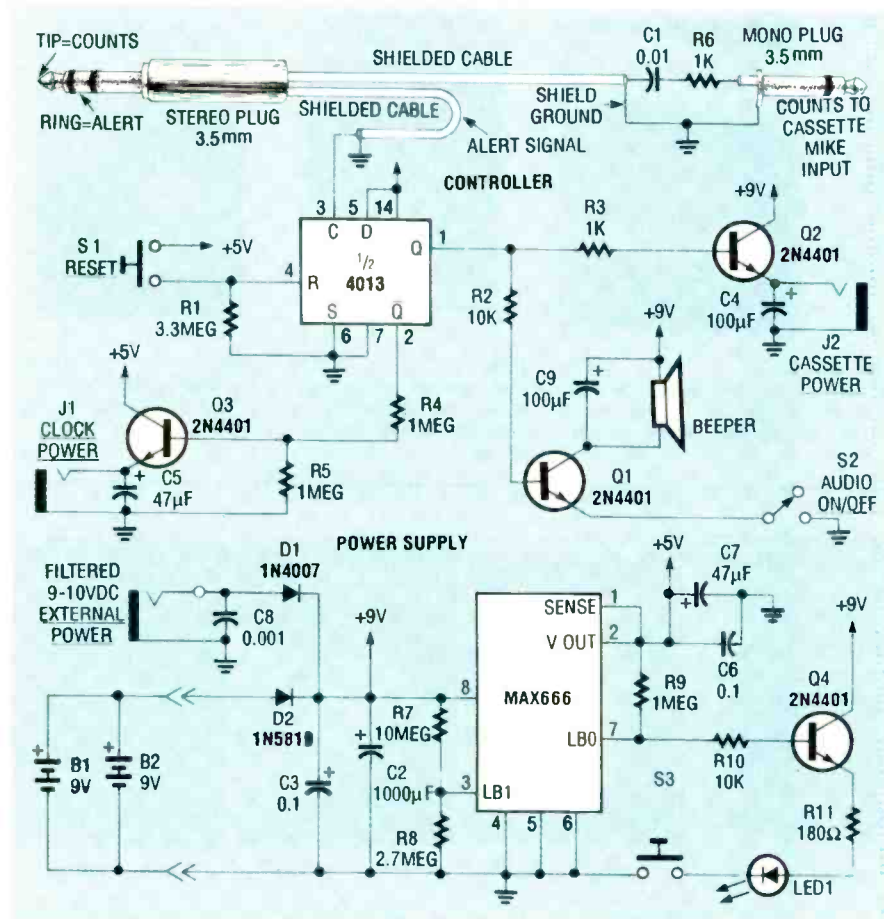 TIP=COUNTS
RING=ALERT
STEREO PLUG
3.5mm
SHIELDED CABLE
SHIELDED CABLE
ALERT SIGNAL
SHIELD
GROUND
C1
0.01
R6
1K
MONO PLUG
3.5mm
COUNTS TO
CASSETTE
MIKE
INPUT
CONTROLLER
S1
RESET
+5V
R1
3.3MEG
3
5
14
C
D
Q
1
4
R
1/2
4013
S
Q̅
6
7
2
R3
1K
R2
10K
+9V
Q2
2N4401
C4
100µF
+
J2
CASSETTE
POWER
+9V
C9
100µF
+
BEEPER
Q1
2N4401
S2
AUDIO
ON/OFF
+5V
Q3
2N4401
J1
CLOCK
POWER
C5
47µF
+
R4
1MEG
R5
1MEG
POWER SUPPLY
FILTERED
9-10VDC
EXTERNAL
POWER
C8
0.001
D1
1N4007
+9V
D2
1N5819
B1
9V
+
B2
9V
+
C3
0.1
+
C2
1000µF
+
R7
10MEG
R8
2.7MEG
8
3
LB1
MAX666
SENSE
1
V OUT
2
LB0
7
4
5
6
+5V
C7
47µF
+
C6
0.1
R9
1MEG
R10
10K
+9V
Q4
2N4401
R11
180Ω
S3
LED1